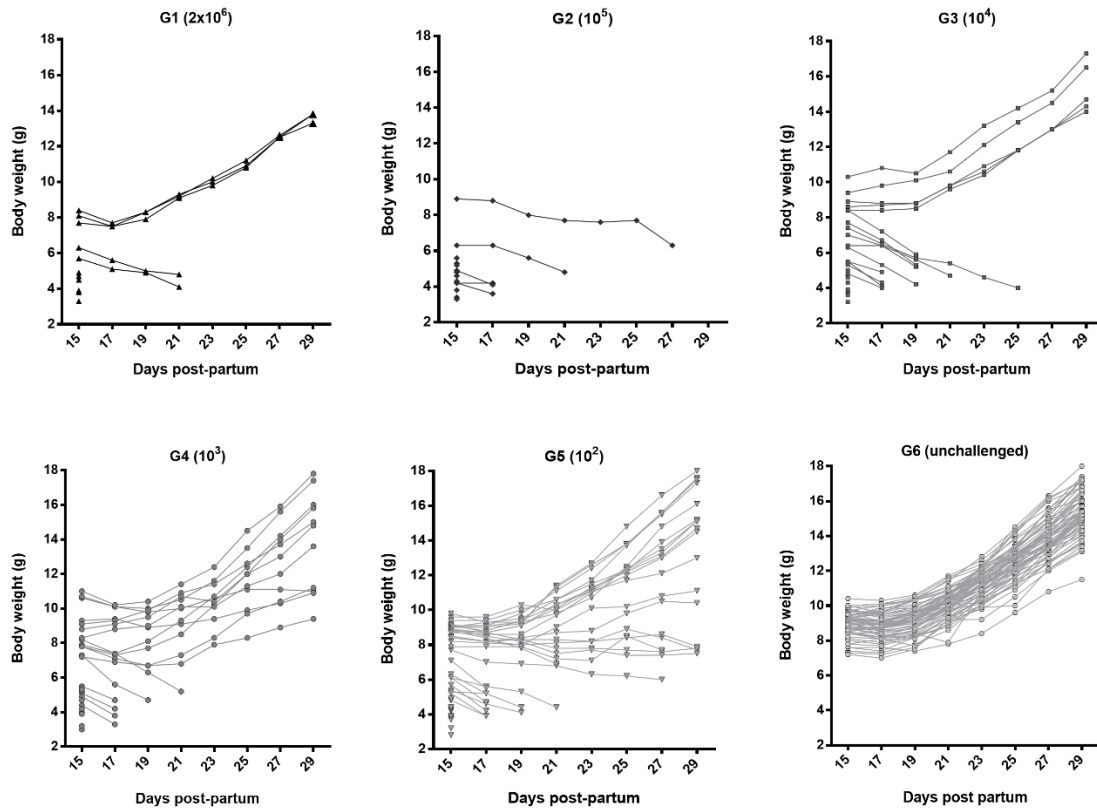 G1 (2x10⁶)
18
16
14
12
10
8
6
4
2
Body weight (g)
15 17 19 21 23 25 27 29
Days post-partum
G2 (10⁵)
18
16
14
12
10
8
6
4
2
Body weight (g)
15 17 19 21 23 25 27 29
Days post-partum
G3 (10⁴)
18
16
14
12
10
8
6
4
2
Body weight (g)
15 17 19 21 23 25 27 29
Days post-partum
G4 (10³)
18
16
14
12
10
8
6
4
2
Body weight (g)
15 17 19 21 23 25 27 29
Days post-partum
G5 (10²)
18
16
14
12
10
8
6
4
2
Body weight (g)
15 17 19 21 23 25 27 29
Days post-partum
G6 (unchallenged)
18
16
14
12
10
8
6
4
2
Body weight (g)
15 17 19 21 23 25 27 29
Days post partum